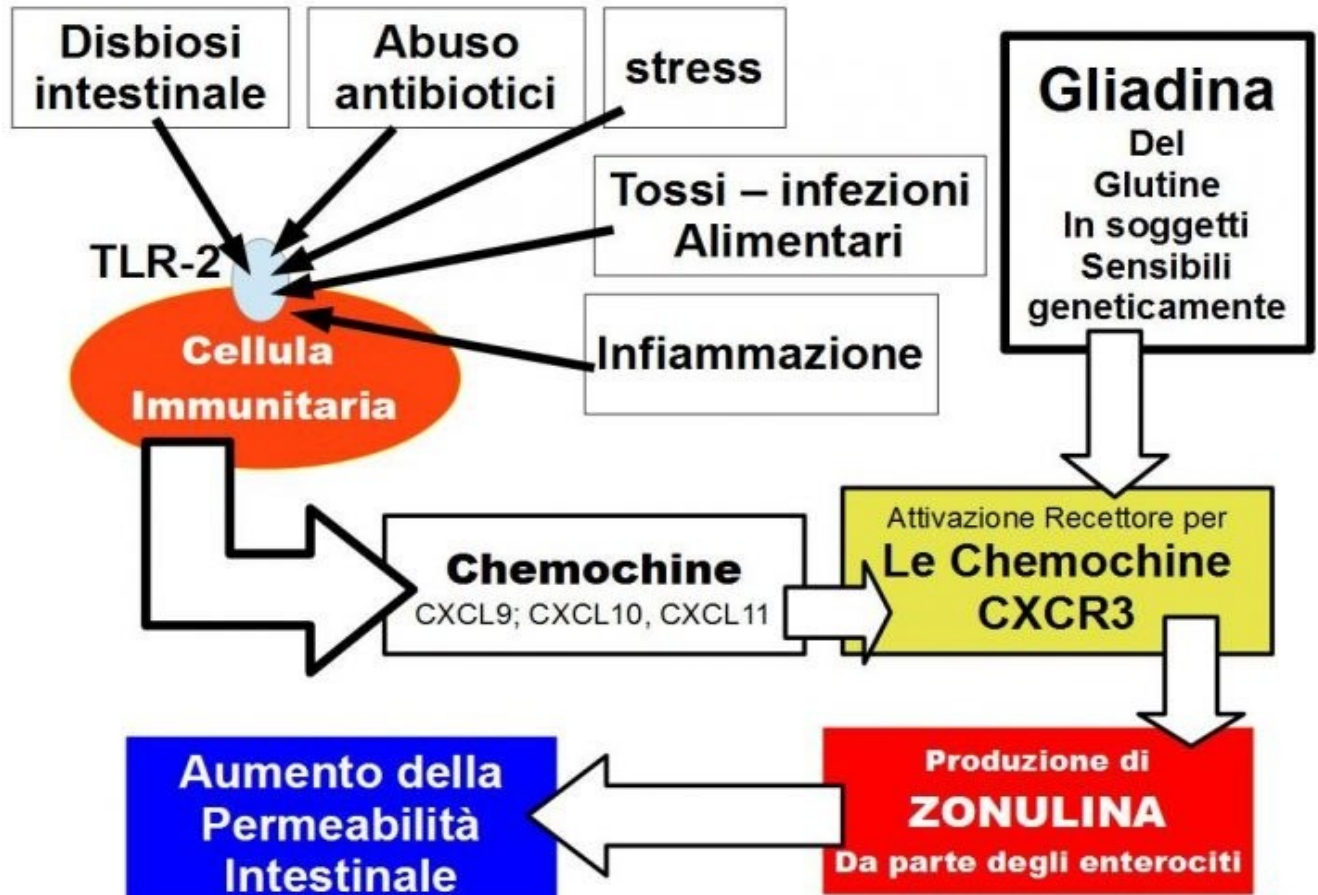 Disbiosi
intestinale
Abuso
antibiotici
stress
Gliadina
Del
Glutine
In soggetti
Sensibili
geneticamente
Tossi – infezioni
Alimentari
TLR-2
Infiammazione
Cellula
Immunitaria
Chemochine
CXCL9; CXCL10, CXCL11
Attivazione Recettore per
Le Chemochine
CXCR3
Produzione di
ZONULINA
Da parte degli enterociti
Aumento della
Permeabilità
Intestinale